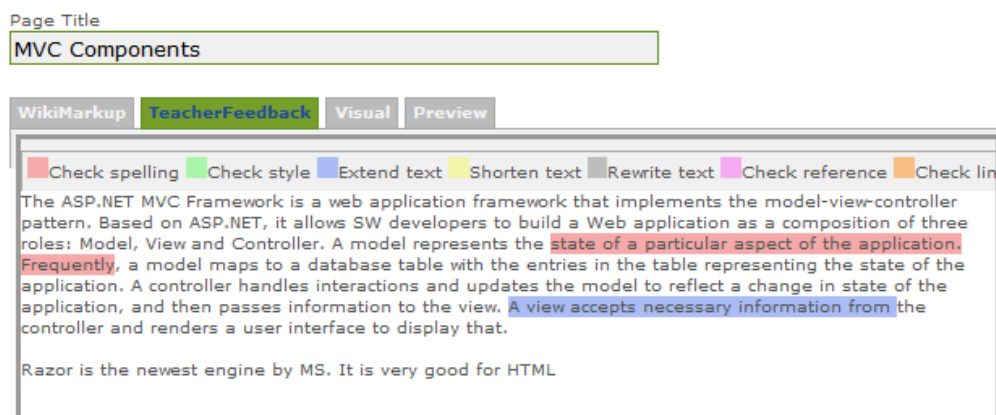 Page Title
MVC Components
WikiMarkup TeacherFeedback Visual Preview
Check spelling Check style Extend text Shorten text Rewrite text Check reference Check lin
The ASP.NET MVC Framework is a web application framework that implements the model-view-controller
pattern. Based on ASP.NET, it allows SW developers to build a Web application as a composition of three
roles: Model, View and Controller. A model represents the state of a particular aspect of the application.
Frequently, a model maps to a database table with the entries in the table representing the state of the
application. A controller handles interactions and updates the model to reflect a change in state of the
application, and then passes information to the view. A view accepts necessary information from the
controller and renders a user interface to display that.
Razor is the newest engine by MS. It is very good for HTML